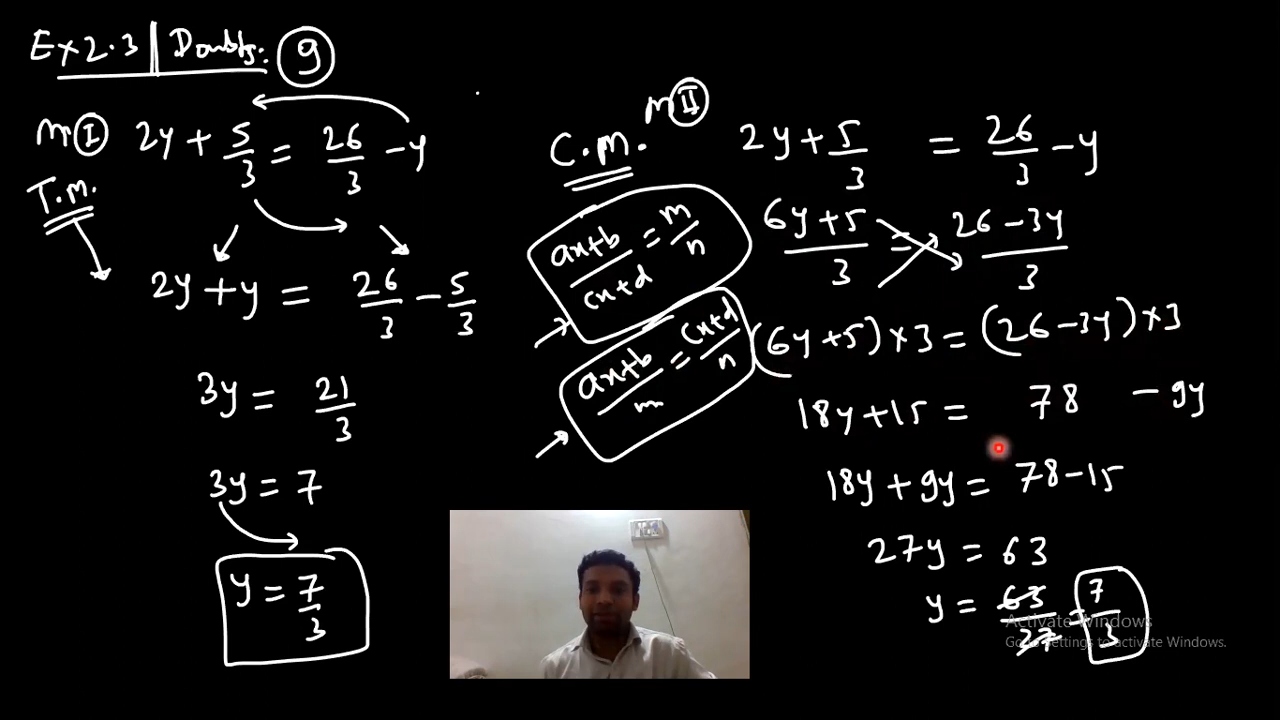 Ex 2.3 | Doubts: 9
M I
T.M.
2y + 5/3 = 26/3 - y
2y + y = 26/3 - 5/3
3y = 21/3
3y = 7
y = 7/3
M II
C.M.
(ax+b)/(cx+d) = m/n
(ax+b)/m = (cx+d)/n
2y + 5/3 = 26/3 - y
(6y+5)/3 = (26-3y)/3
(6y+5)×3 = (26-3y)×3
18y+15 = 78 - 9y
18y + 9y = 78-15
27y = 63
y = 63/27 = 7/3
Activate Windows
Go to Settings to activate Windows.